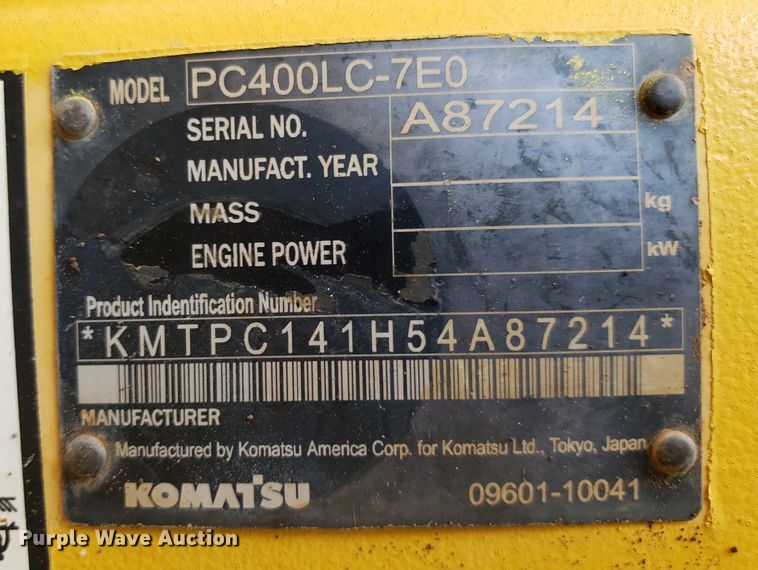 MODEL PC400LC-7E0
SERIAL NO. A87214
MANUFACT. YEAR
MASS kg
ENGINE POWER kW
Product Indentification Number
*KMTPC141H54A87214*
MANUFACTURER
Manufactured by Komatsu America Corp. for Komatsu Ltd., Tokyo, Japan
KOMATSU 09601-10041
Purple Wave Auction